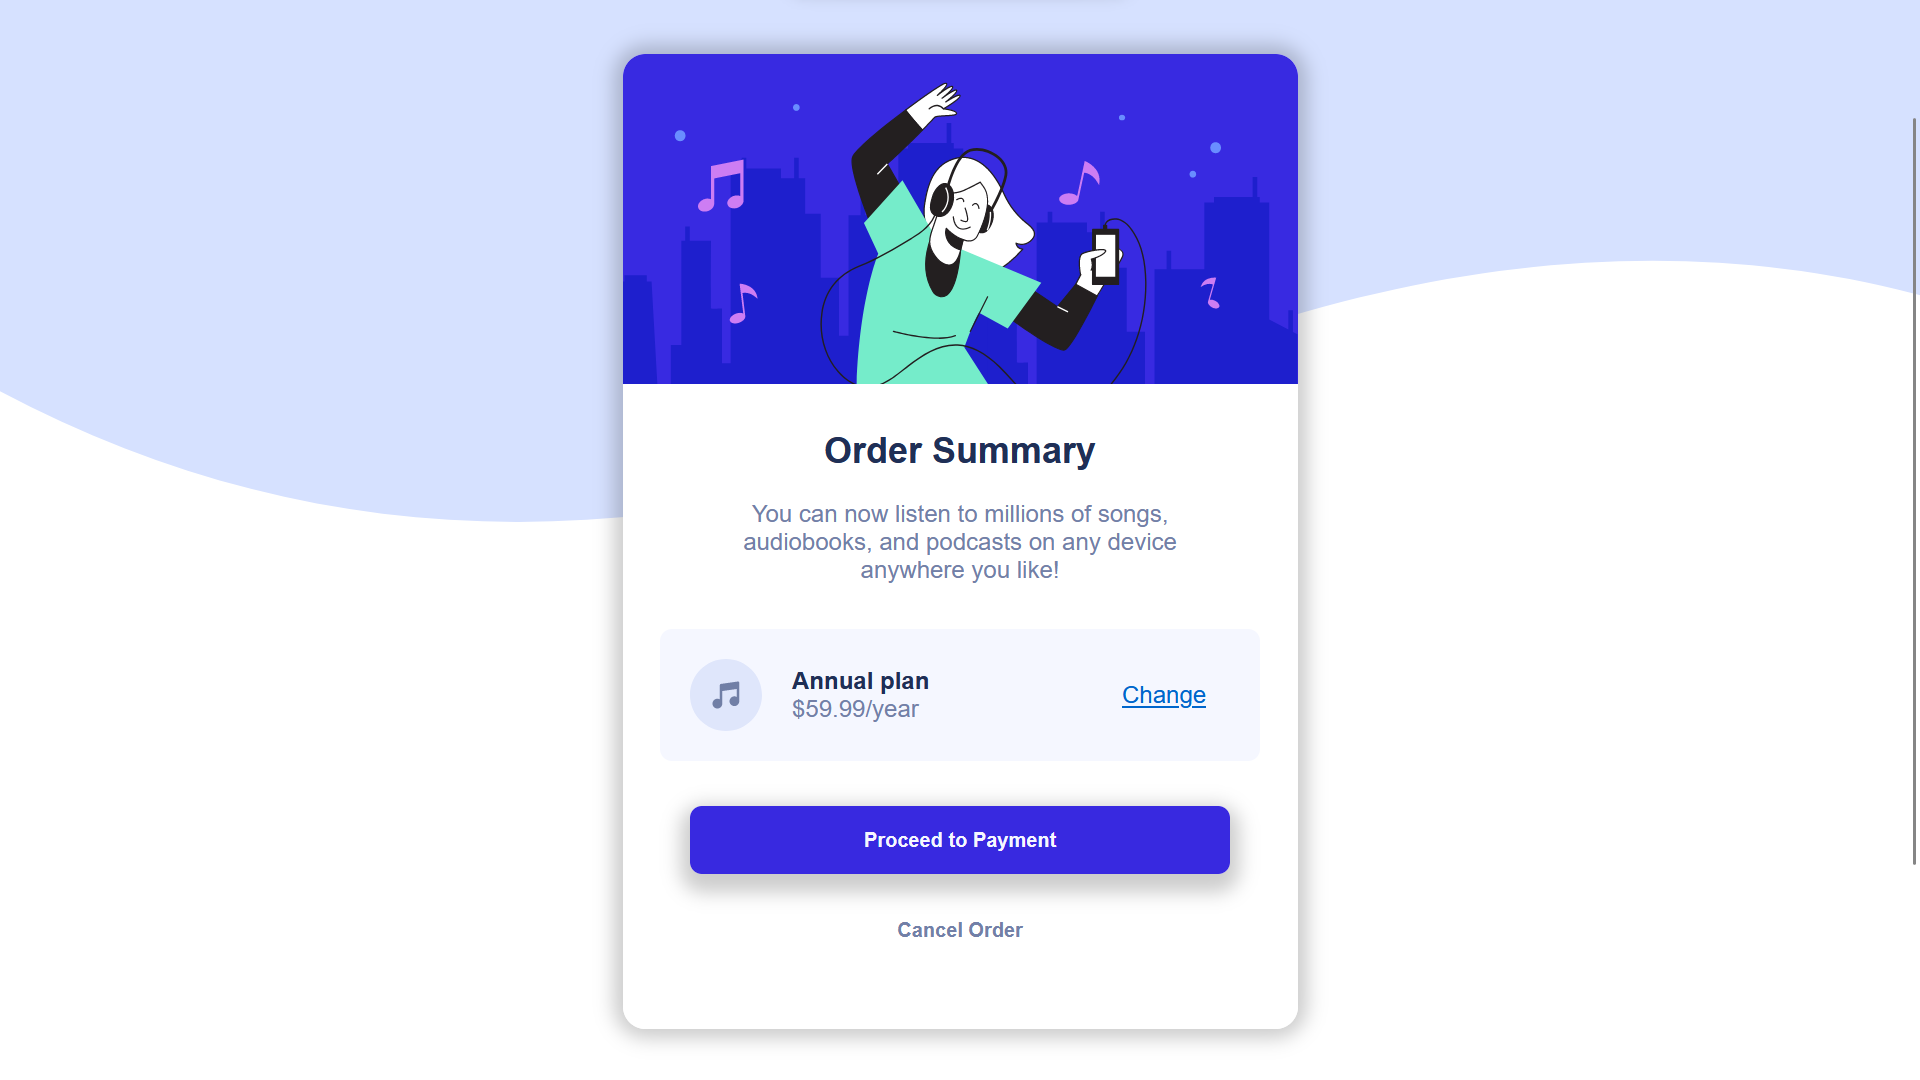 Order Summary
You can now listen to millions of songs,
audiobooks, and podcasts on any device
anywhere you like!
Annual plan
$59.99/year
Change
Proceed to Payment
Cancel Order